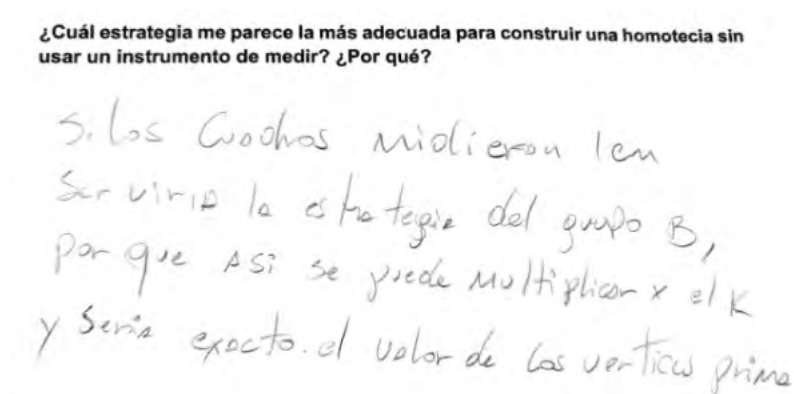 ¿Cuál estrategia me parece la más adecuada para construir una homotecia sin
usar un instrumento de medir? ¿Por qué?
Si los Cuadros midieron 1cm
Serviria la estrategia del grupo B,
porque Asi se puede Multiplicar x el K
y Seria exacto. el valor de los vertices prima